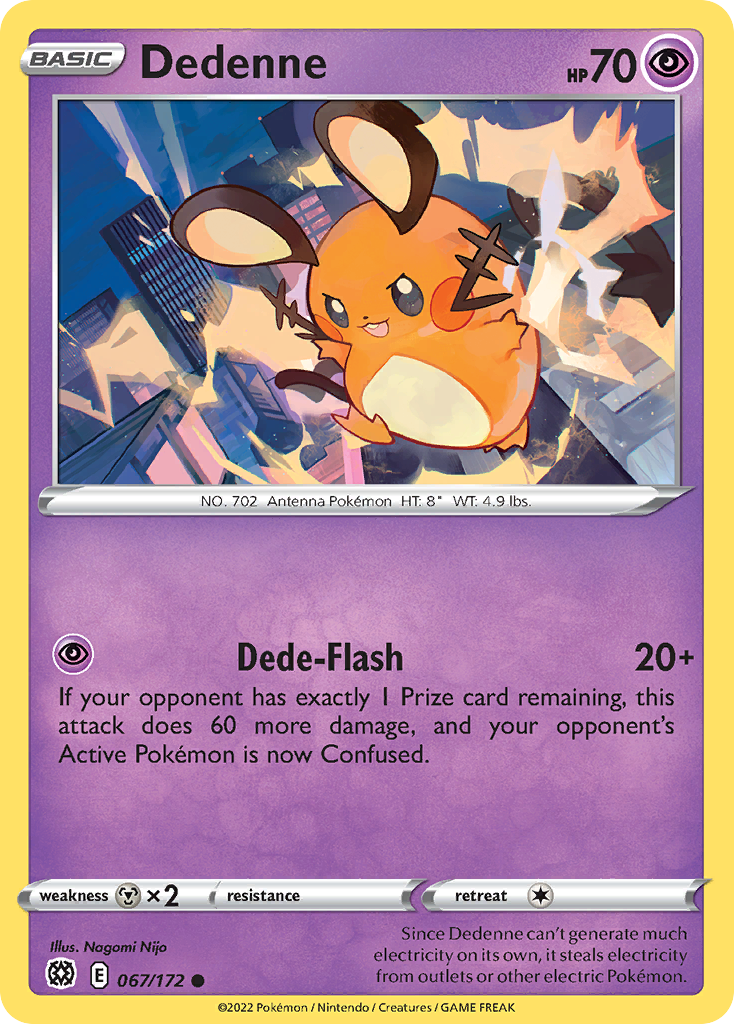 BASIC Dedenne HP 70
NO. 702 Antenna Pokémon HT: 8" WT: 4.9 lbs.
Dede-Flash 20+
If your opponent has exactly 1 Prize card remaining, this
attack does 60 more damage, and your opponent's
Active Pokémon is now Confused.
weakness ×2 resistance retreat
Illus. Nagomi Nijo
Since Dedenne can't generate much
electricity on its own, it steals electricity
from outlets or other electric Pokémon.
E 067/172
©2022 Pokémon / Nintendo / Creatures / GAME FREAK